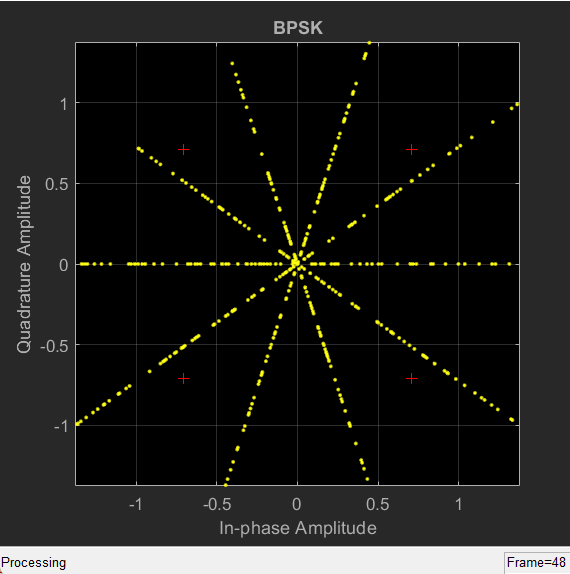 BPSK
Quadrature Amplitude
1
0.5
0
-0.5
-1
-1 -0.5 0 0.5 1
In-phase Amplitude
Processing Frame=48